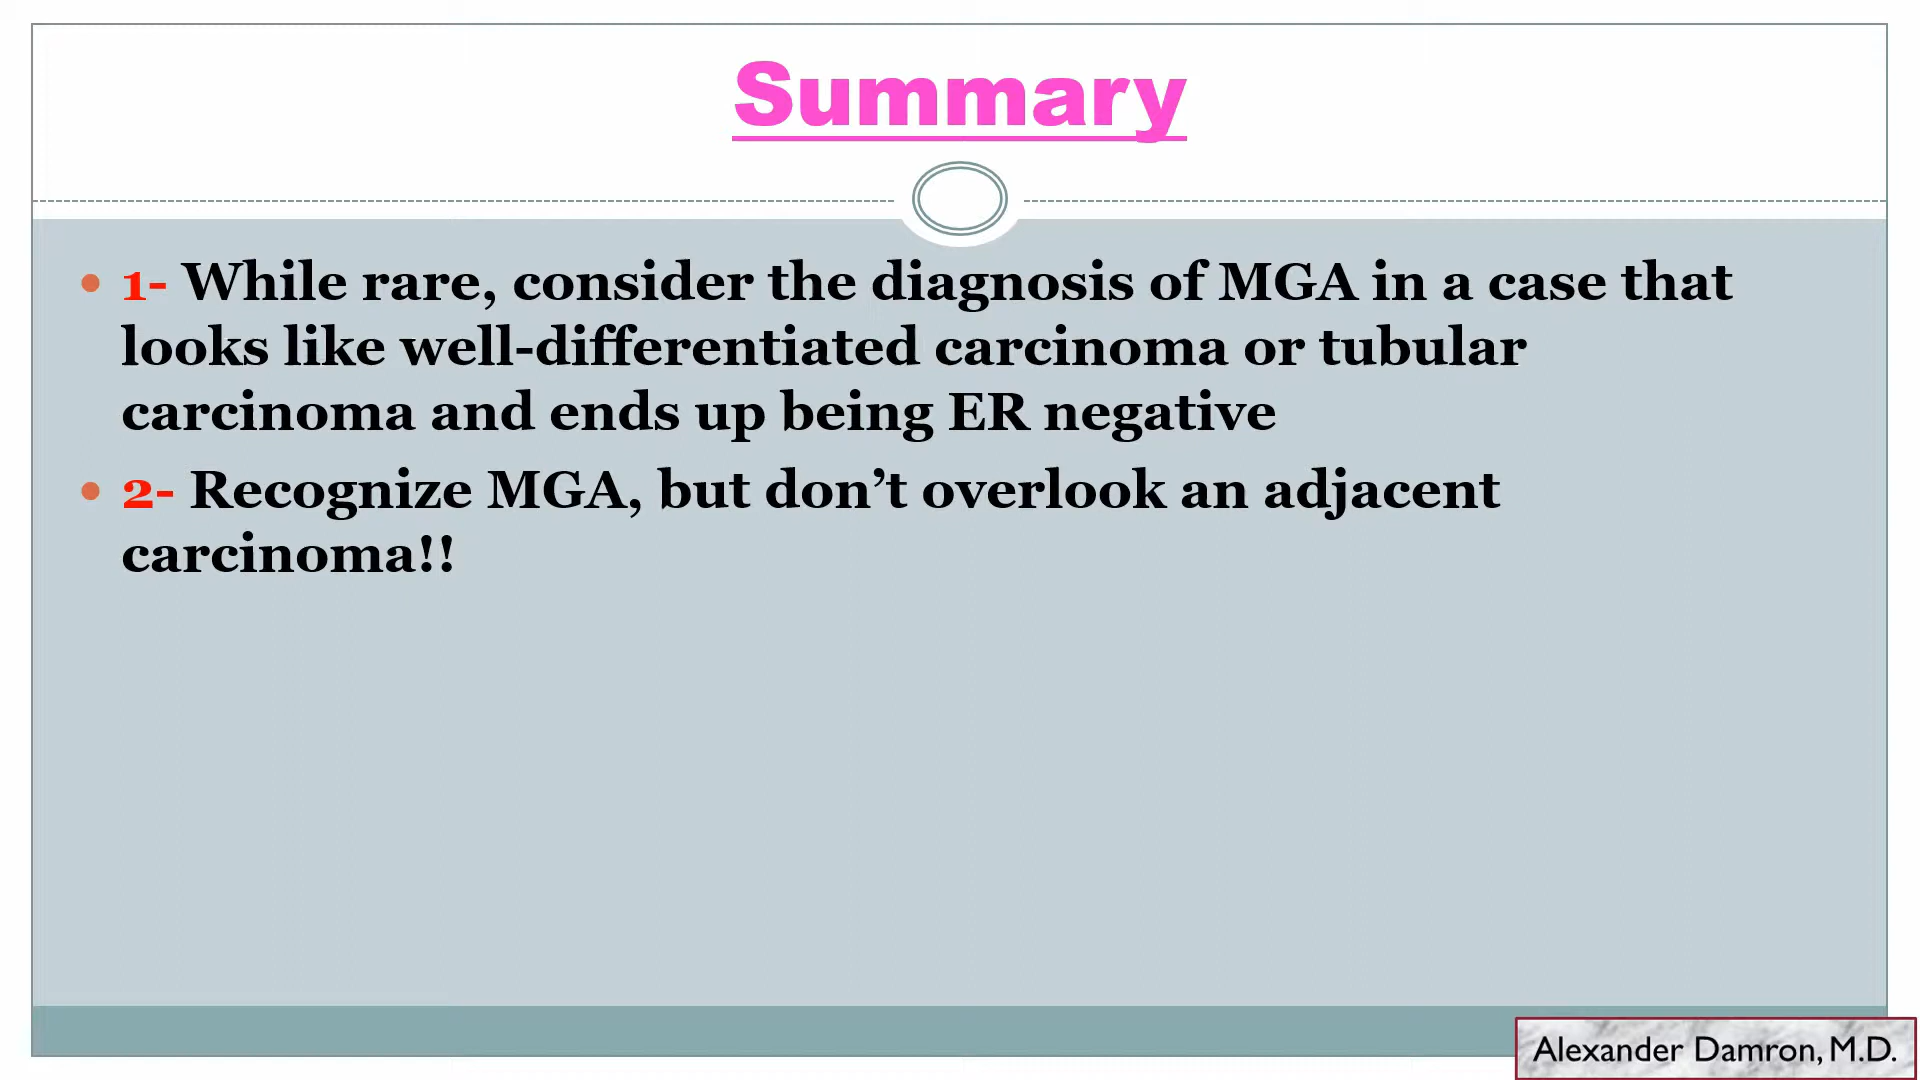 Summary
• 1- While rare, consider the diagnosis of MGA in a case that
looks like well-differentiated carcinoma or tubular
carcinoma and ends up being ER negative
• 2- Recognize MGA, but don’t overlook an adjacent
carcinoma!!
Alexander Damron, M.D.